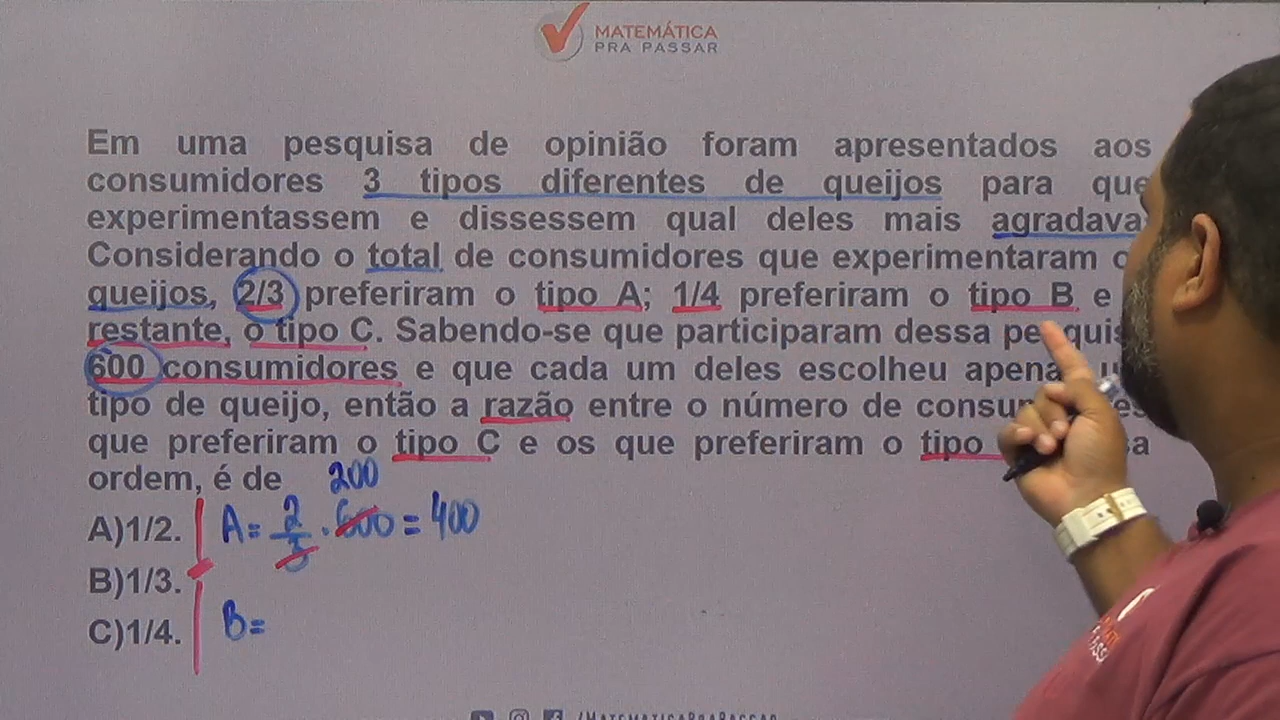 MATEMÁTICA
PRA PASSAR
Em uma pesquisa de opinião foram apresentados aos
consumidores 3 tipos diferentes de queijos para que
experimentassem e dissessem qual deles mais agradava
Considerando o total de consumidores que experimentaram
queijos, 2/3 preferiram o tipo A; 1/4 preferiram o tipo B e
restante, o tipo C. Sabendo-se que participaram dessa
600 consumidores e que cada um deles escolheu
tipo de queijo, então a razão entre o número de
que preferiram o tipo C e os que preferiram o tipo
ordem, é de
200
A)1/2. A = 2/3 . 600 = 400
B)1/3.
C)1/4. B =
/MATEMATICAPRAPASSAR